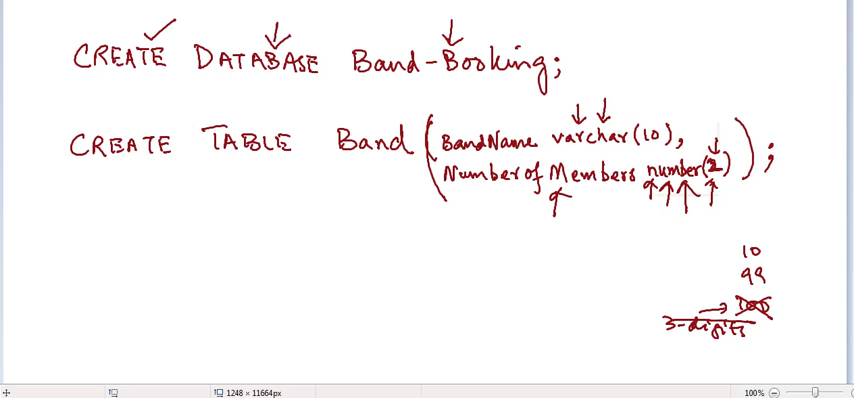 CREATE DATABASE Band-Booking;
CREATE TABLE Band (BandName varchar(10),
Number of Members number(2));
10
99
100
3-digits
1248 × 11664px
100%